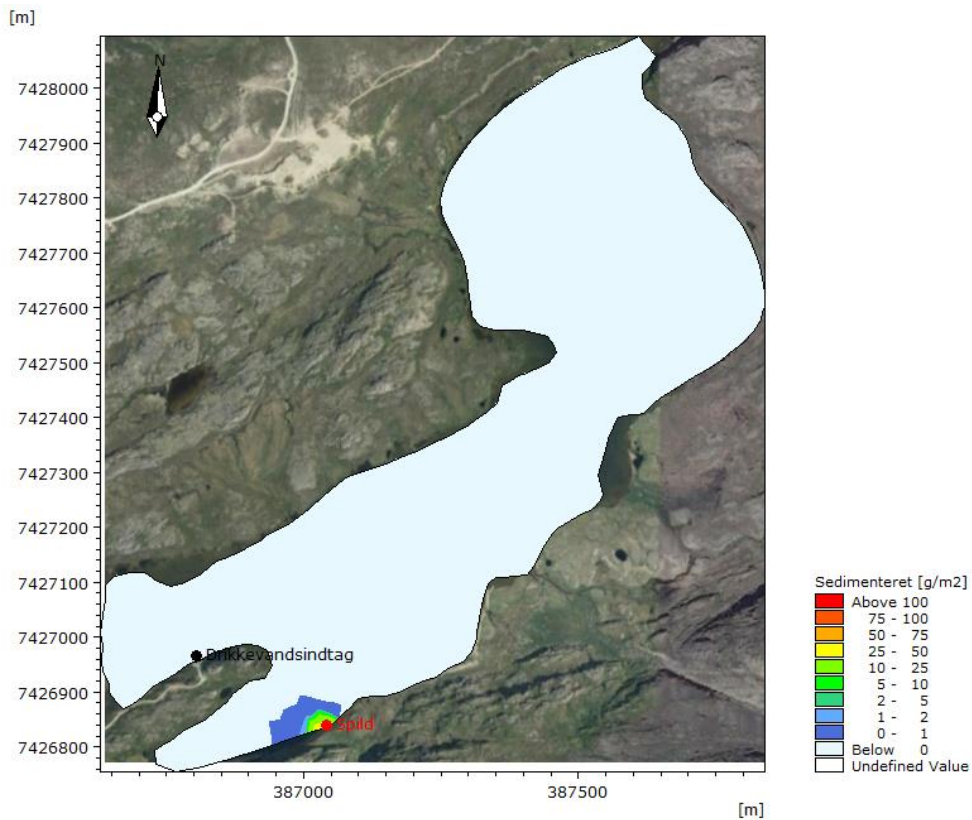 [m]
N
7428000
7427900
7427800
7427700
7427600
7427500
7427400
7427300
7427200
7427100
7427000
7426900
7426800
Drikkevandsindtag
Spild
387000
387500
[m]
Sedimenteret [g/m2]
Above 100
75 - 100
50 - 75
25 - 50
10 - 25
5 - 10
2 - 5
1 - 2
0 - 1
Below 0
Undefined Value